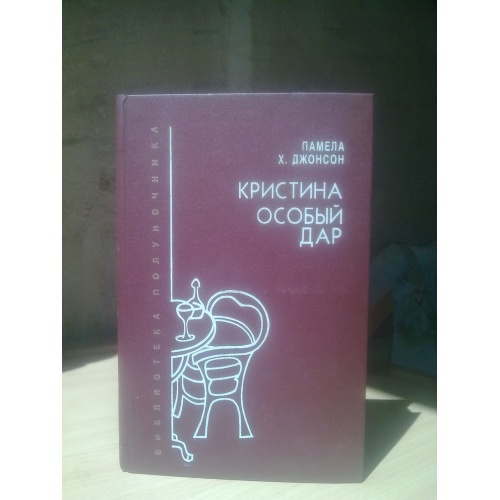 ПАМЕЛА
Х. ДЖОНСОН
КРИСТИНА
ОСОБЫЙ
ДАР
БИБЛИОТЕКА ПОЛУНОЧНИКА